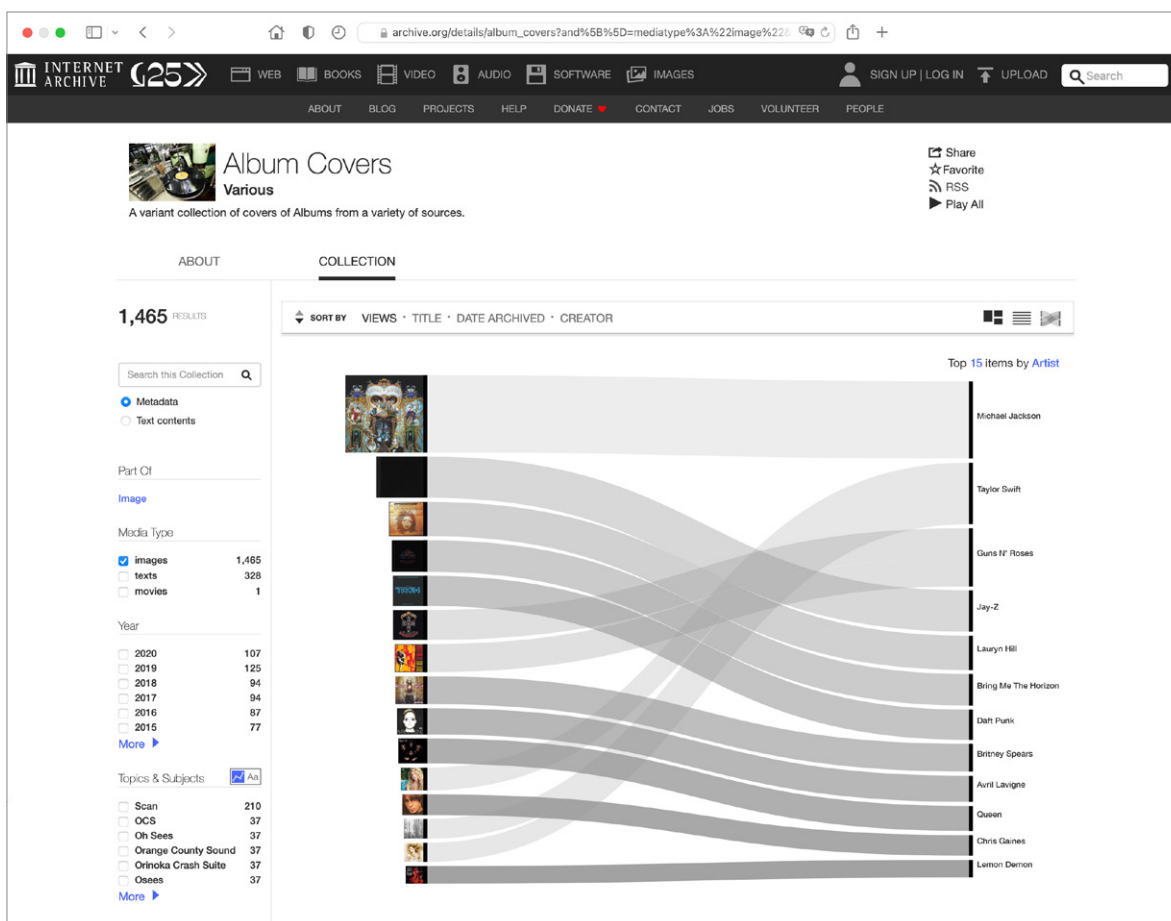 archive.org/details/album_covers?and%5B%5D=mediatype%3A%22image%22&
INTERNET ARCHIVE 25 WEB BOOKS VIDEO AUDIO SOFTWARE IMAGES SIGN UP | LOG IN UPLOAD Search
ABOUT BLOG PROJECTS HELP DONATE CONTACT JOBS VOLUNTEER PEOPLE
Album Covers
Various
A variant collection of covers of Albums from a variety of sources.
Share
Favorite
RSS
Play All
ABOUT COLLECTION
1,465 RESULTS
SORT BY VIEWS · TITLE · DATE ARCHIVED · CREATOR
Search this Collection
Metadata
Text contents
Part Of
Image
Media Type
images 1,465
texts 328
movies 1
Year
2020 107
2019 125
2018 94
2017 94
2016 87
2015 77
More
Topics & Subjects Aa
Scan 210
OCS 37
Oh Sees 37
Orange County Sound 37
Orinoka Crash Suite 37
Osees 37
More
Top 15 items by Artist
Michael Jackson
Taylor Swift
Guns N' Roses
Jay-Z
Lauryn Hill
Bring Me The Horizon
Daft Punk
Britney Spears
Avril Lavigne
Queen
Chris Gaines
Lemon Demon